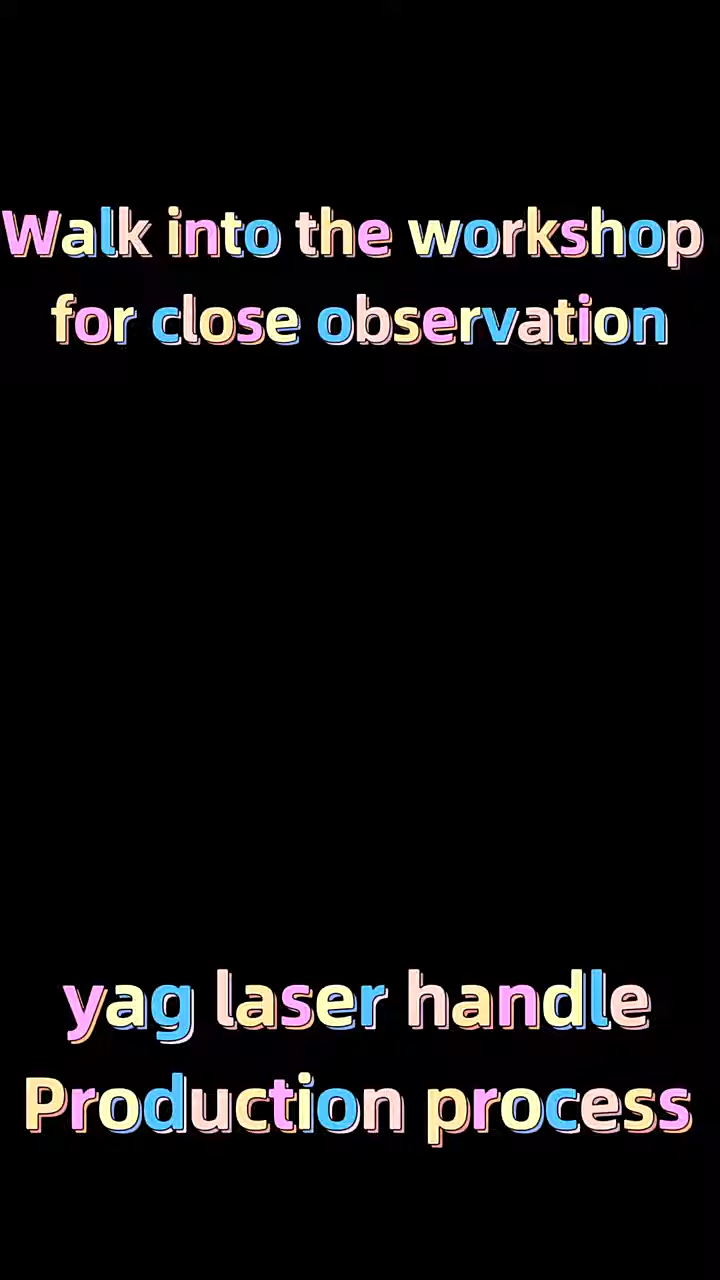 Walk into the workshop
for close observation
yag laser handle
Production process